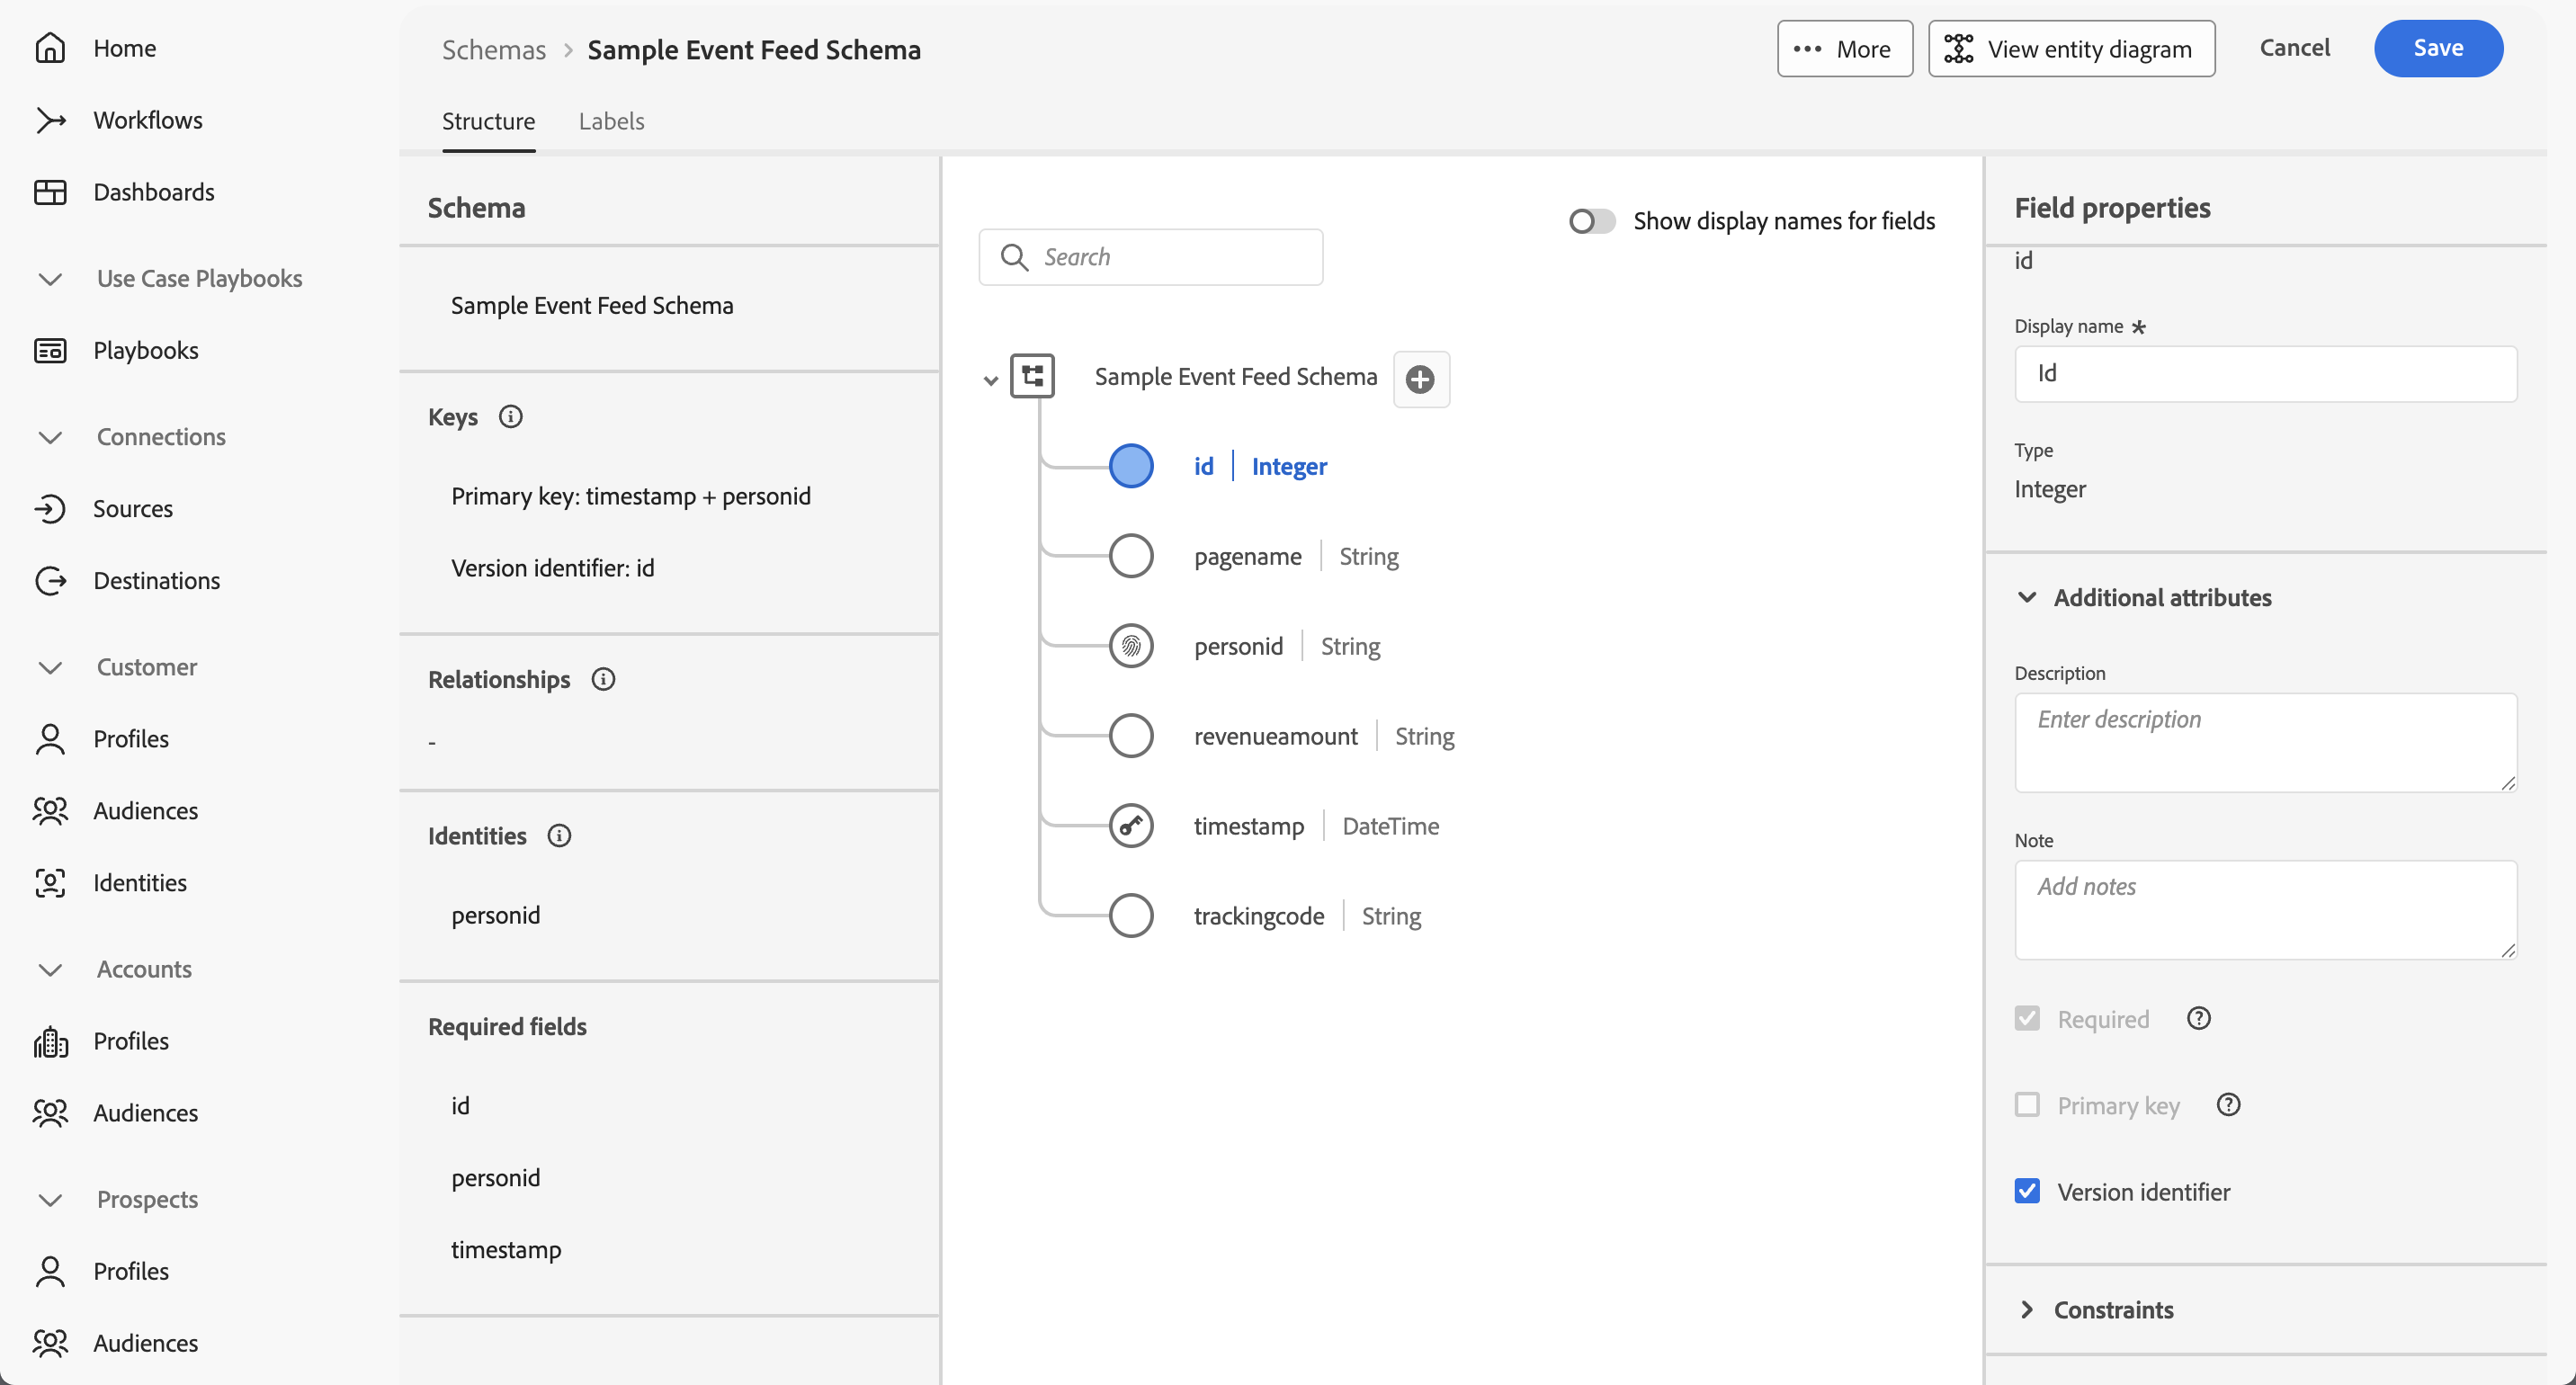 Home
Workflows
Dashboards
Use Case Playbooks
Playbooks
Connections
Sources
Destinations
Customer
Profiles
Audiences
Identities
Accounts
Profiles
Audiences
Prospects
Profiles
Audiences
Schemas > Sample Event Feed Schema
More
View entity diagram
Cancel
Save
Structure
Labels
Schema
Sample Event Feed Schema
Keys
Primary key: timestamp + personid
Version identifier: id
Relationships
-
Identities
personid
Required fields
id
personid
timestamp
Search
Show display names for fields
Sample Event Feed Schema
id | Integer
pagename | String
personid | String
revenueamount | String
timestamp | DateTime
trackingcode | String
Field properties
id
Display name *
Id
Type
Integer
Additional attributes
Description
Enter description
Note
Add notes
Required
Primary key
Version identifier
Constraints